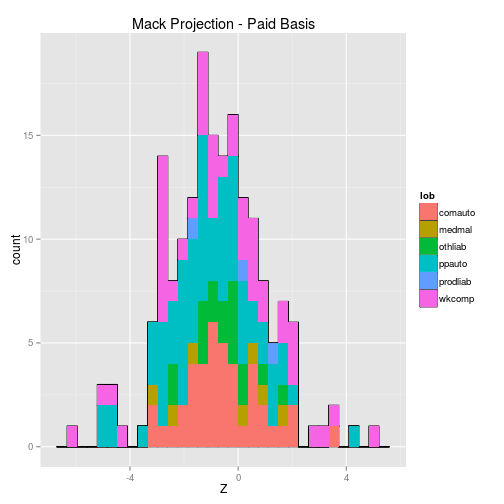 Mack Projection - Paid Basis
count
15
10
5
0
-4
0
4
Z
lob
comauto
medmal
othliab
ppauto
prodliab
wkcomp